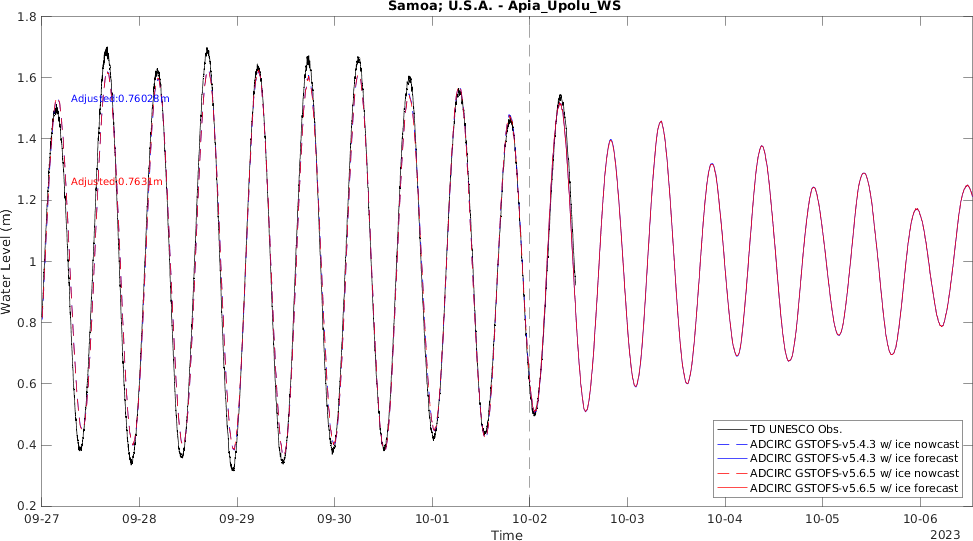 Samoa; U.S.A. - Apia_Upolu_WS
1.8
1.6
1.4
1.2
1
0.8
0.6
0.4
0.2
Water Level (m)
Adjusted:0.76028m
Adjusted:0.7631m
TD UNESCO Obs.
ADCIRC GSTOFS-v5.4.3 w/ ice nowcast
ADCIRC GSTOFS-v5.4.3 w/ ice forecast
ADCIRC GSTOFS-v5.6.5 w/ ice nowcast
ADCIRC GSTOFS-v5.6.5 w/ ice forecast
09-27 09-28 09-29 09-30 10-01 10-02 10-03 10-04 10-05 10-06
Time
2023